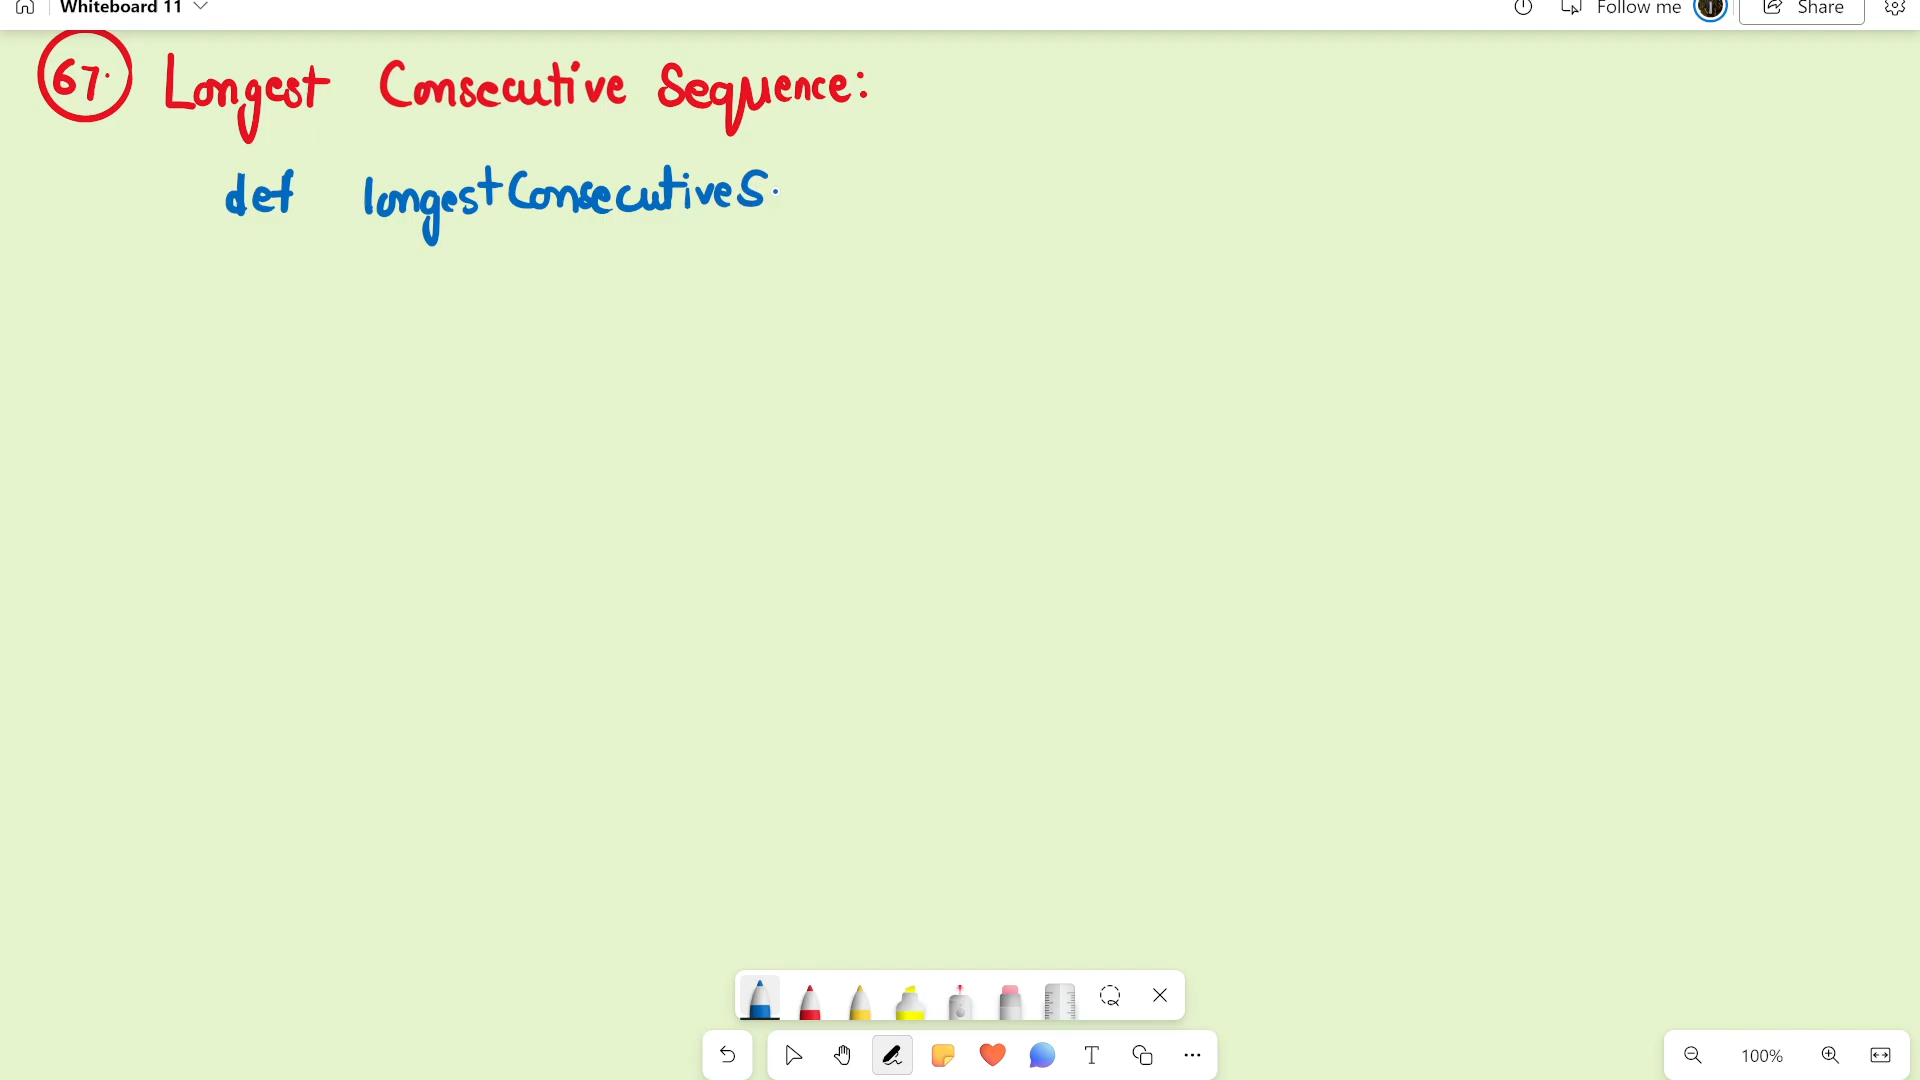 Whiteboard 11
Follow me
Share
67. Longest Consecutive Sequence:
def longestConsecutiveS
T
100%